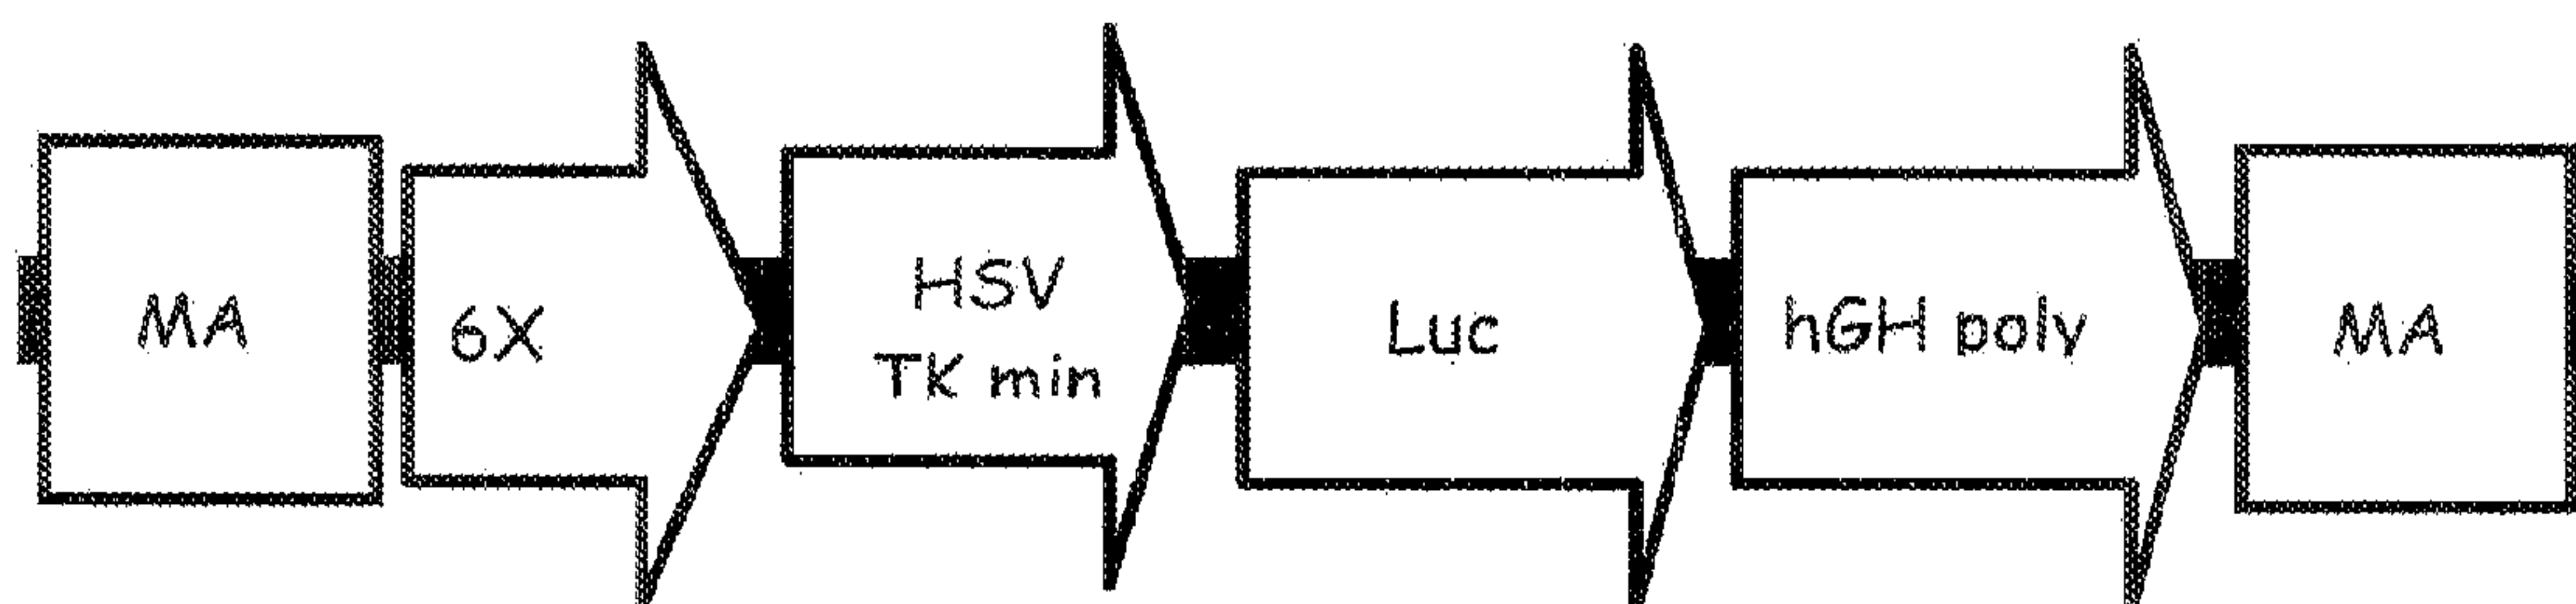 MA
6X
HSV
TK min
Luc
hGH poly
MA